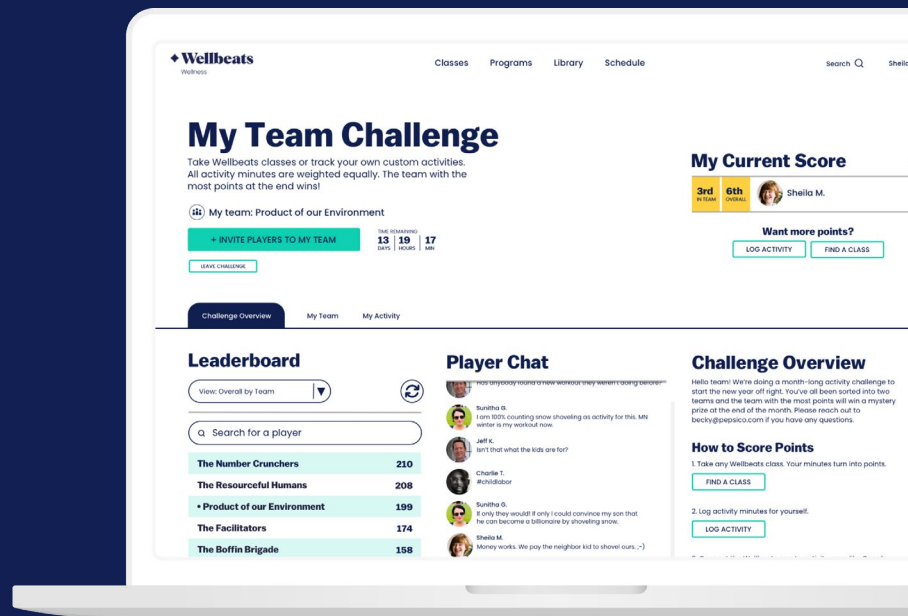 Wellbeats
Wellness
Classes Programs Library Schedule
Search
Sheila
My Team Challenge
Take Wellbeats classes or track your own custom activities.
All activity minutes are weighted equally. The team with the
most points at the end wins!
My team: Product of our Environment
+ INVITE PLAYERS TO MY TEAM
TIME REMAINING
13 19 17
DAYS HOURS MIN
LEAVE CHALLENGE
My Current Score
3rd 6th
IN TEAM OVERALL
Sheila M.
Want more points?
LOG ACTIVITY FIND A CLASS
Challenge Overview My Team My Activity
Leaderboard
View: Overall by Team
Search for a player
The Number Crunchers 210
The Resourceful Humans 208
• Product of our Environment 199
The Facilitators 174
The Boffin Brigade 158
Player Chat
Has anybody found a new workout they weren't doing before?
Sunitha G.
I am 100% counting snow shoveling as activity for this. MN
winter is my workout now.
Jeff K.
Isn't that what the kids are for?
Charlie T.
#childlabor
Sunitha G.
If only they would! If only I could convince my son that
he can become a billionaire by shoveling snow.
Sheila M.
Money works. We pay the neighbor kid to shovel ours. ;-)
Challenge Overview
Hello team! We're doing a month-long activity challenge to
start the new year off right. You've all been sorted into two
teams and the team with the most points will win a mystery
prize at the end of the month. Please reach out to
becky@pepsico.com if you have any questions.
How to Score Points
1. Take any Wellbeats class. Your minutes turn into points.
FIND A CLASS
2. Log activity minutes for yourself.
LOG ACTIVITY